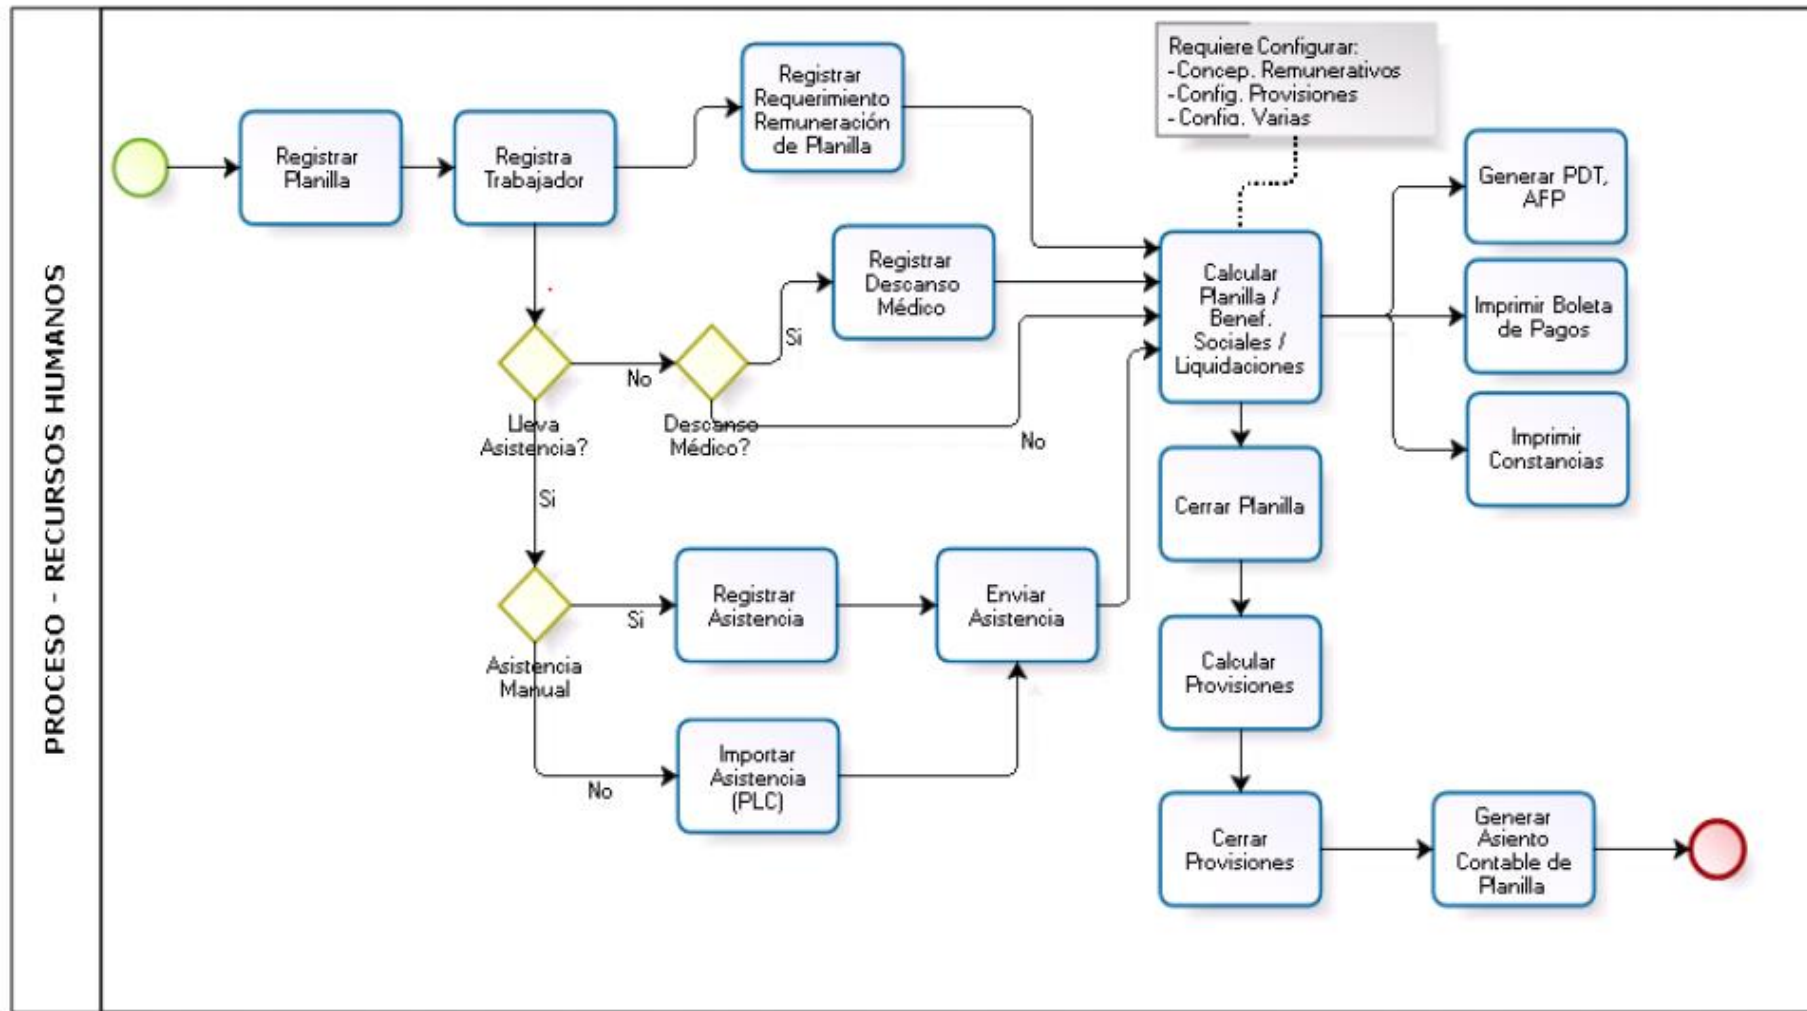 PROCESO - RECURSOS HUMANOS
Registrar
Planilla
Registra
Trabajador
Registrar
Requerimiento
Remuneración
de Planilla
Requiere Configurar:
-Concep. Remunerativos
-Config. Provisiones
-Config. Varias
Lleva
Asistencia?
No
Si
Descanso
Médico?
Si
No
Registrar
Descanso
Médico
Calcular
Planilla /
Benef.
Sociales /
Liquidaciones
Generar PDT,
AFP
Imprimir Boleta
de Pagos
Imprimir
Constancias
Asistencia
Manual
Si
No
Registrar
Asistencia
Enviar
Asistencia
Importar
Asistencia
(PLC)
Cerrar Planilla
Calcular
Provisiones
Cerrar
Provisiones
Generar
Asiento
Contable de
Planilla